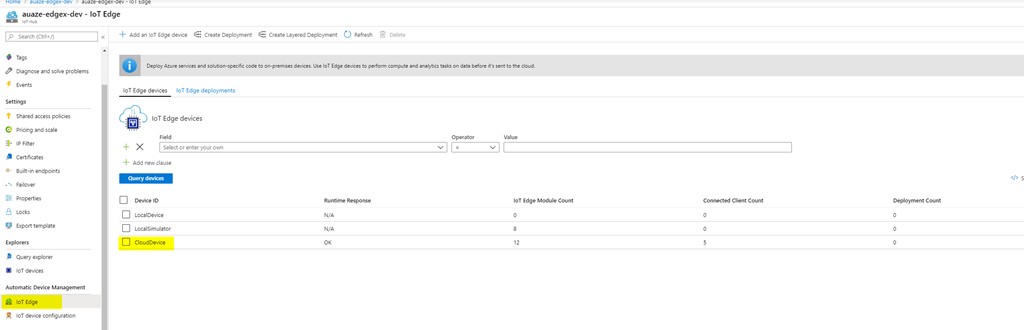 Home > auaze-edgex-dev > auaze-edgex-dev - IoT Edge
auaze-edgex-dev - IoT Edge
IoT Hub
Search (Ctrl+/)
«
Tags
Diagnose and solve problems
Events
Settings
Shared access policies
Pricing and scale
IP Filter
Certificates
Built-in endpoints
Failover
Properties
Locks
Export template
Explorers
Query explorer
IoT devices
Automatic Device Management
IoT Edge
IoT device configuration
+ Add an IoT Edge device Create Deployment Create Layered Deployment Refresh Delete
Deploy Azure services and solution-specific code to on-premises devices. Use IoT Edge devices to perform compute and analytics tasks on data before it's sent to the cloud.
IoT Edge devices IoT Edge deployments
IoT Edge devices
Field Operator Value
Select or enter your own =
+ Add new clause
Query devices
</> S
Device ID Runtime Response IoT Edge Module Count Connected Client Count Deployment Count
LocalDevice N/A 0 0 0
LocalSimulator N/A 8 0 0
CloudDevice OK 12 5 0